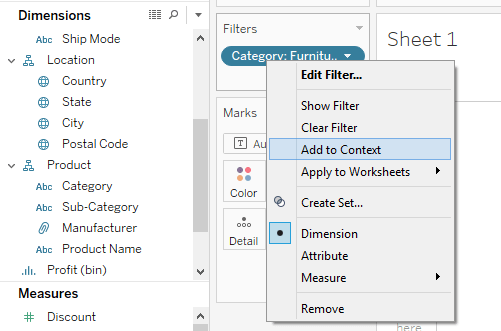 Dimensions
Abc Ship Mode
Location
Country
State
City
Postal Code
Product
Abc Category
Abc Sub-Category
Manufacturer
Abc Product Name
Profit (bin)
Measures
# Discount
Filters
Category: Furnitu..
Marks
T Au
Color
Detail
Sheet 1
Edit Filter...
Show Filter
Clear Filter
Add to Context
Apply to Worksheets
Create Set...
Dimension
Attribute
Measure
Remove
here